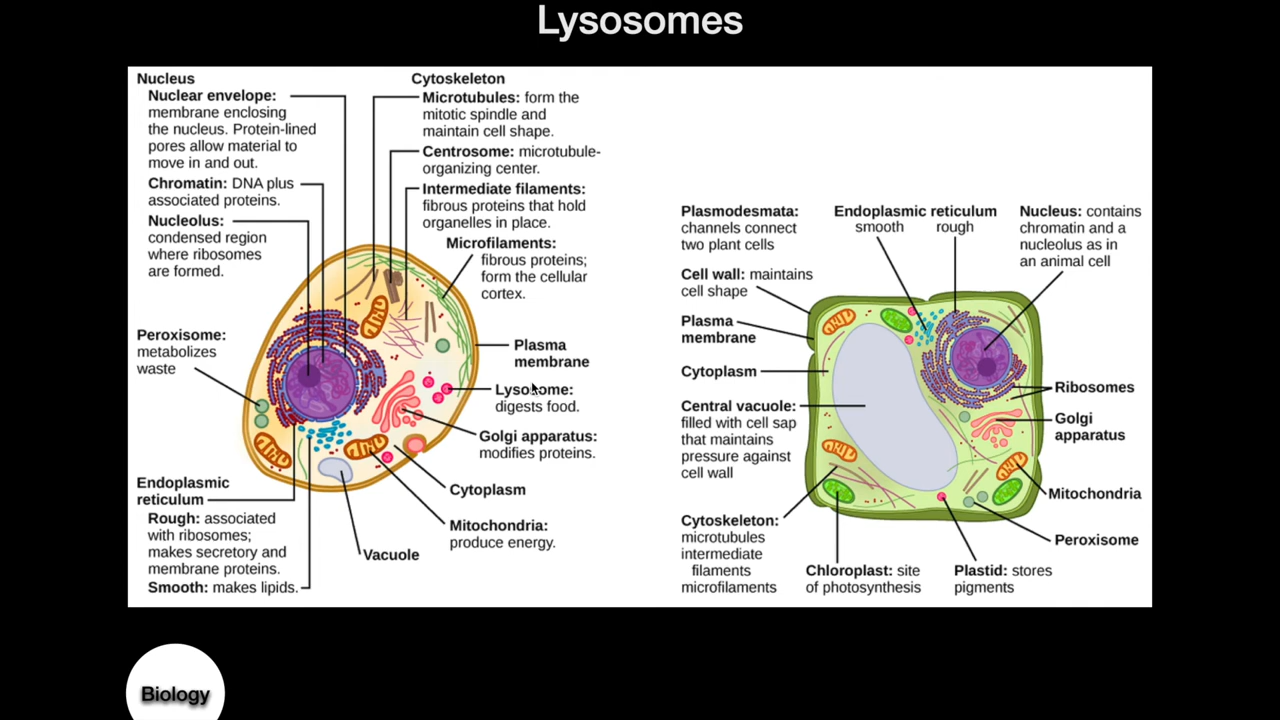 Lysosomes
Nucleus
Nuclear envelope:
membrane enclosing
the nucleus. Protein-lined
pores allow material to
move in and out.
Chromatin: DNA plus
associated proteins.
Nucleolus:
condensed region
where ribosomes
are formed.
Peroxisome:
metabolizes
waste
Endoplasmic
reticulum
Rough: associated
with ribosomes;
makes secretory and
membrane proteins.
Smooth: makes lipids.
Cytoskeleton
Microtubules: form the
mitotic spindle and
maintain cell shape.
Centrosome: microtubule-
organizing center.
Intermediate filaments:
fibrous proteins that hold
organelles in place.
Microfilaments:
fibrous proteins;
form the cellular
cortex.
Plasma
membrane
Lysosome:
digests food.
Golgi apparatus:
modifies proteins.
Cytoplasm
Mitochondria:
produce energy.
Vacuole
Plasmodesmata:
channels connect
two plant cells
Cell wall: maintains
cell shape
Plasma
membrane
Cytoplasm
Central vacuole:
filled with cell sap
that maintains
pressure against
cell wall
Cytoskeleton:
microtubules
intermediate
filaments
microfilaments
Endoplasmic reticulum
smooth rough
Nucleus: contains
chromatin and a
nucleolus as in
an animal cell
Ribosomes
Golgi
apparatus
Mitochondria
Peroxisome
Chloroplast: site
of photosynthesis
Plastid: stores
pigments
Biology